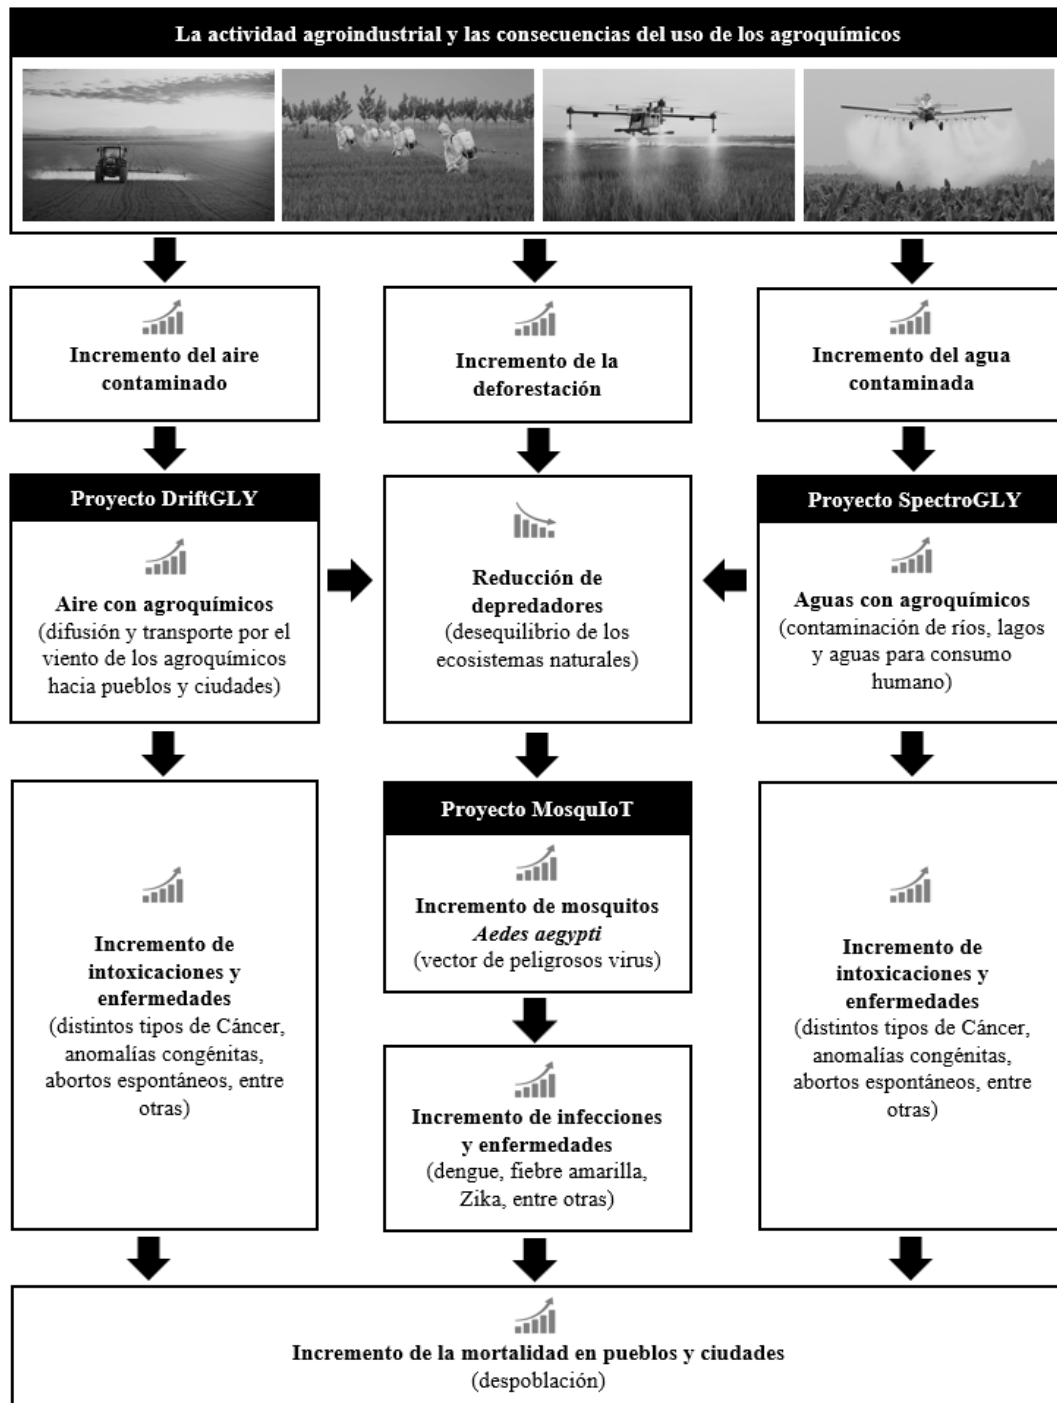 La actividad agroindustrial y las consecuencias del uso de los agroquímicos
Incremento del aire
contaminado
Incremento de la
deforestación
Incremento del agua
contaminada
Proyecto DriftGLY
Aire con agroquímicos
(difusión y transporte por el
viento de los agroquímicos
hacia pueblos y ciudades)
Reducción de
depredadores
(desequilibrio de los
ecosistemas naturales)
Proyecto SpectroGLY
Aguas con agroquímicos
(contaminación de ríos, lagos
y aguas para consumo
humano)
Incremento de
intoxicaciones y
enfermedades
(distintos tipos de Cáncer,
anomalías congénitas,
abortos espontáneos, entre
otras)
Proyecto MosquIoT
Incremento de mosquitos
Aedes aegypti
(vector de peligrosos virus)
Incremento de infecciones
y enfermedades
(dengue, fiebre amarilla,
Zika, entre otras)
Incremento de
intoxicaciones y
enfermedades
(distintos tipos de Cáncer,
anomalías congénitas,
abortos espontáneos, entre
otras)
Incremento de la mortalidad en pueblos y ciudades
(despoblación)